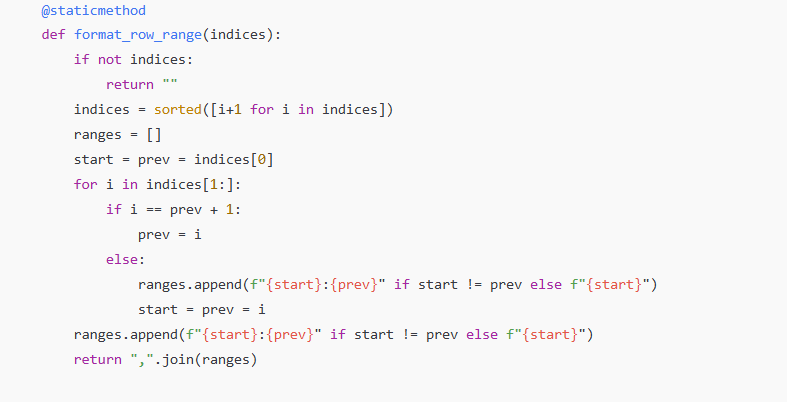 @staticmethod
def format_row_range(indices):
    if not indices:
        return ""
    indices = sorted([i+1 for i in indices])
    ranges = []
    start = prev = indices[0]
    for i in indices[1:]:
        if i == prev + 1:
            prev = i
        else:
            ranges.append(f"{start}:{prev}" if start != prev else f"{start}")
            start = prev = i
    ranges.append(f"{start}:{prev}" if start != prev else f"{start}")
    return ",".join(ranges)